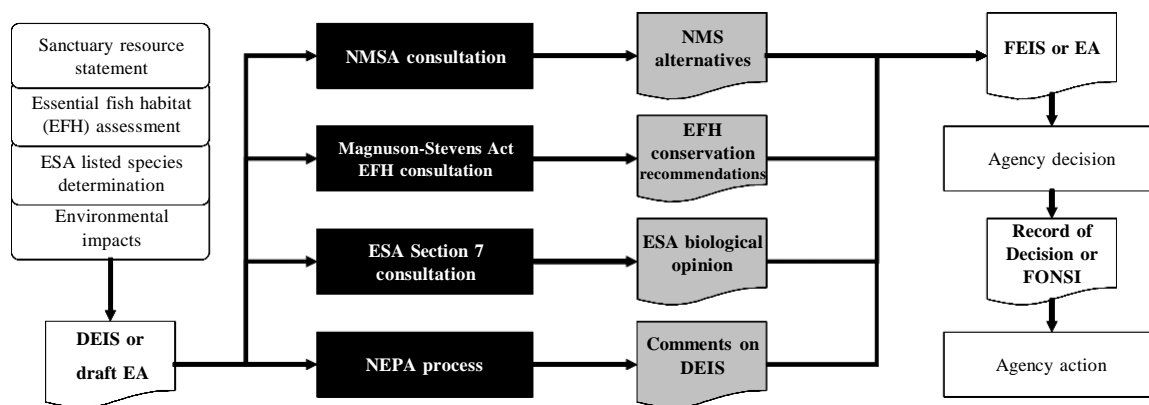 Sanctuary resource
statement
Essential fish habitat
(EFH) assessment
ESA listed species
determination
Environmental
impacts
DEIS or
draft EA
NMSA consultation
Magnuson-Stevens Act
EFH consultation
ESA Section 7
consultation
NEPA process
NMS
alternatives
EFH
conservation
recommendations
ESA biological
opinion
Comments on
DEIS
FEIS or EA
Agency decision
Record of
Decision or
FONSI
Agency action